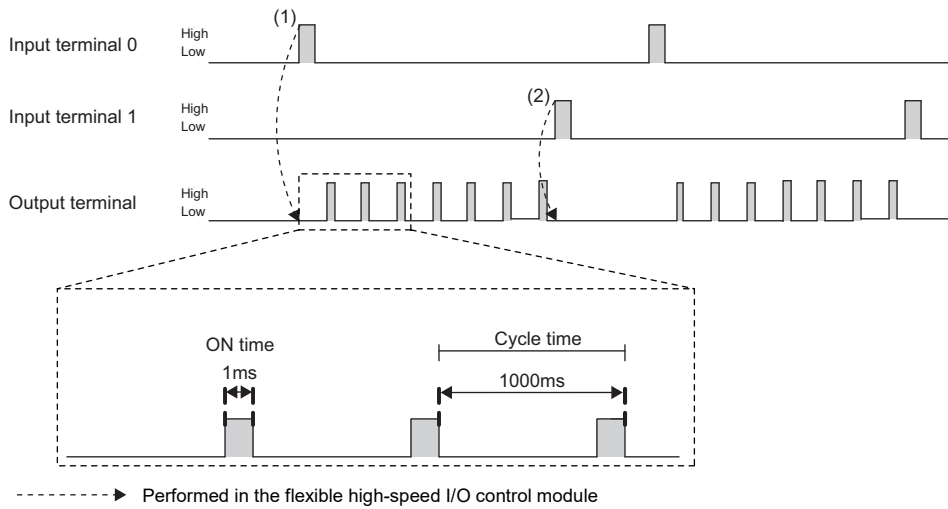 (1)
Input terminal 0
High
Low
(2)
Input terminal 1
High
Low
Output terminal
High
Low
ON time
1ms
Cycle time
1000ms
Performed in the flexible high-speed I/O control module